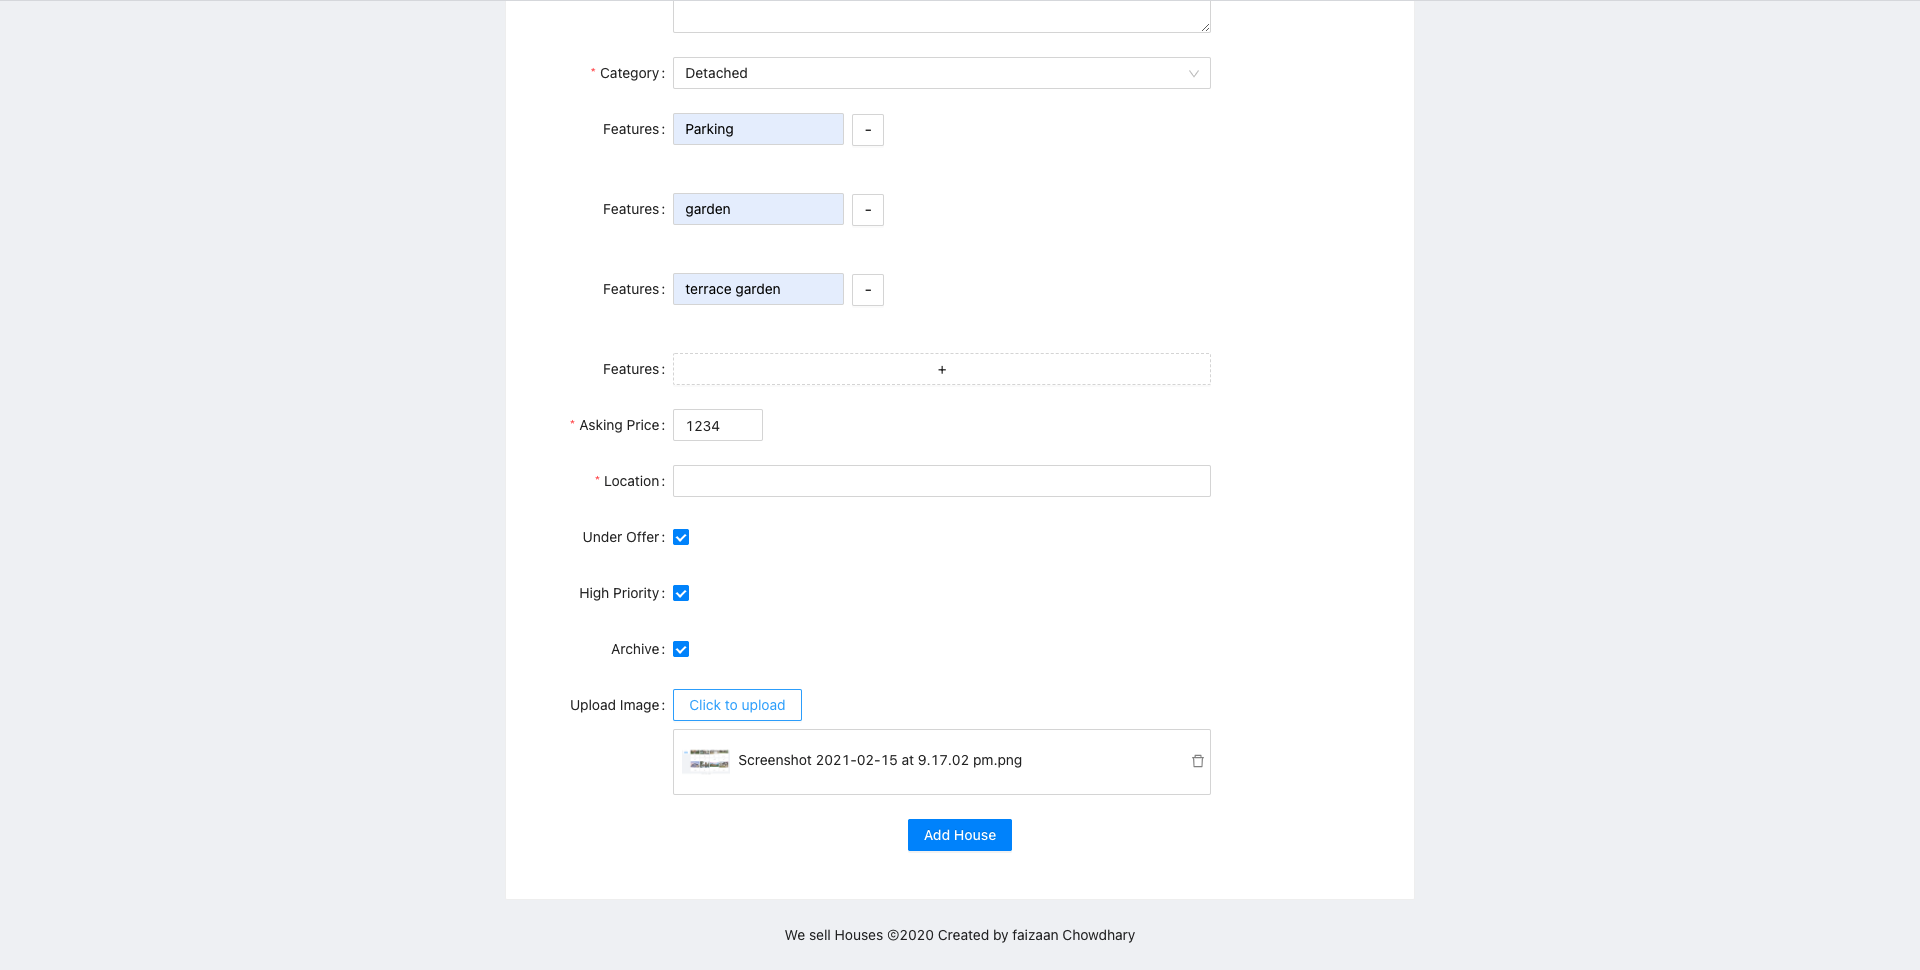 * Category: Detached
Features: Parking -
Features: garden -
Features: terrace garden -
Features: +
* Asking Price: 1234
* Location:
Under Offer:
High Priority:
Archive:
Upload Image: Click to upload
Screenshot 2021-02-15 at 9.17.02 pm.png
Add House
We sell Houses ©2020 Created by faizaan Chowdhary